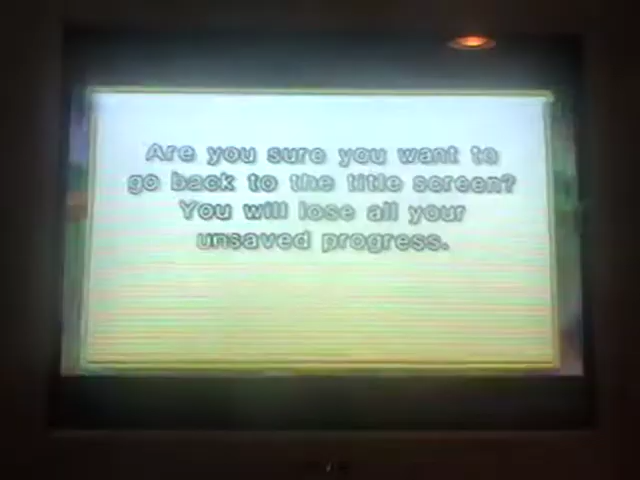 Are you sure you want to
go back to the title screen?
You will lose all your
unsaved progress.